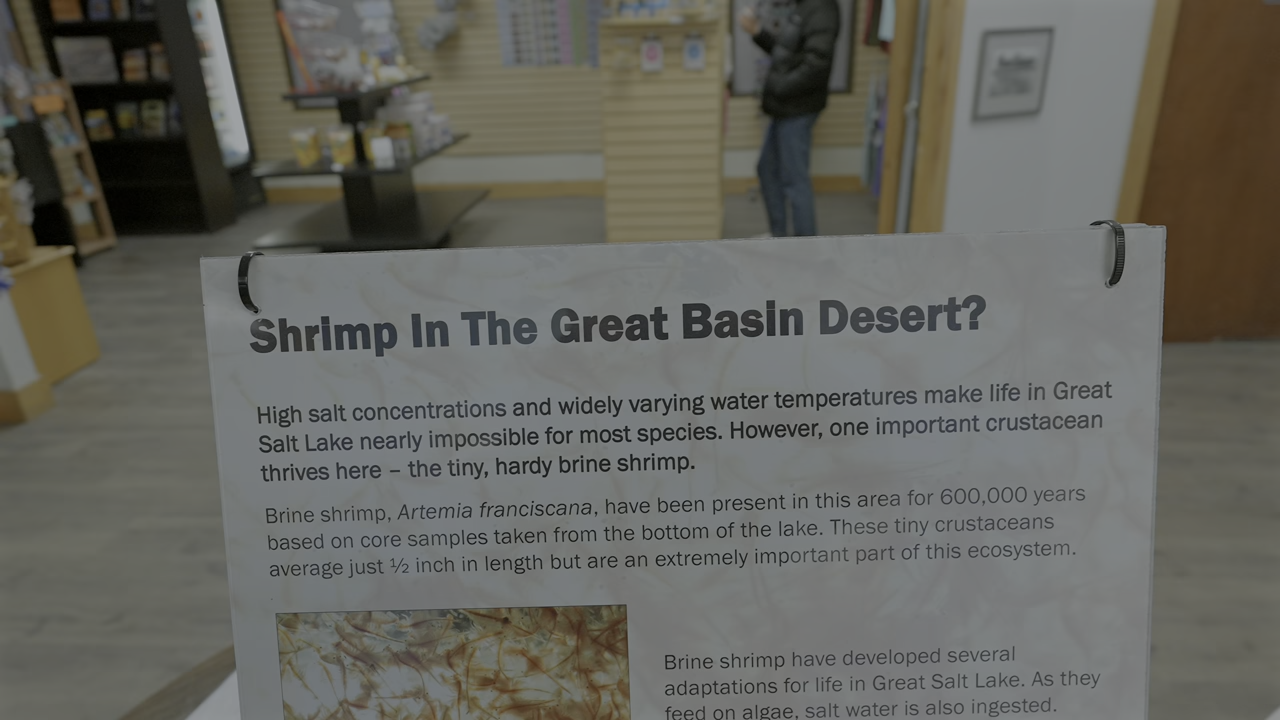 Shrimp In The Great Basin Desert?
High salt concentrations and widely varying water temperatures make life in Great
Salt Lake nearly impossible for most species. However, one important crustacean
thrives here – the tiny, hardy brine shrimp.
Brine shrimp, Artemia franciscana, have been present in this area for 600,000 years
based on core samples taken from the bottom of the lake. These tiny crustaceans
average just ½ inch in length but are an extremely important part of this ecosystem.
Brine shrimp have developed several
adaptations for life in Great Salt Lake. As they
feed on algae, salt water is also ingested.